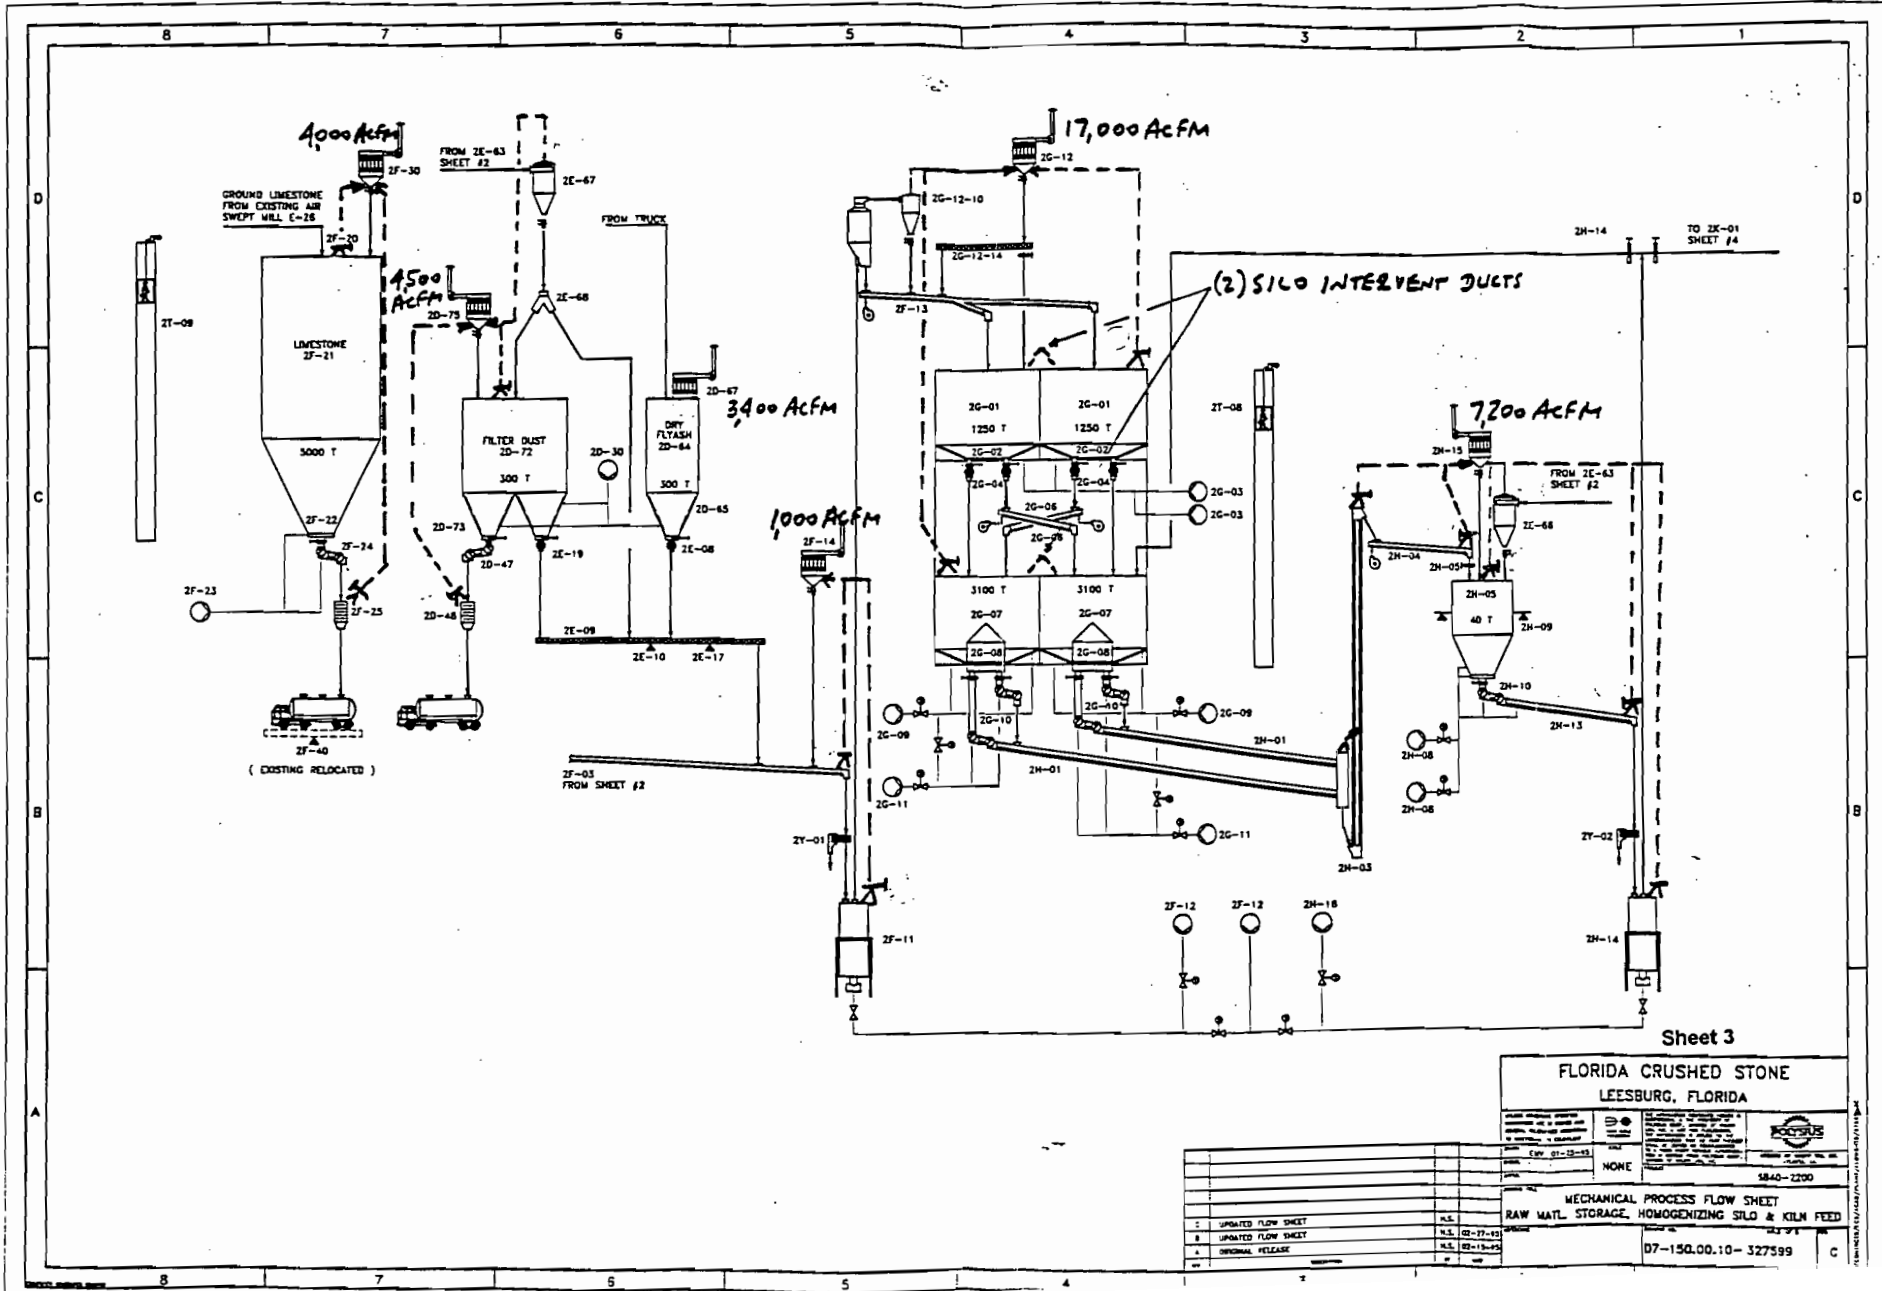 8 7 6 5 4 3 2 1
D
C
B
A
4,000 ACFM
2F-30
GROUND LIMESTONE
FROM EXISTING AIR
SWEPT MILL E-26
2F-20
2T-09
LIMESTONE
2F-21
5000 T
2F-22
2F-24
2F-23
2F-25
2F-40
( EXISTING RELOCATED )
FROM 2E-63
SHEET #2
2E-67
4,500
ACFM
2D-75
2E-68
FROM TRUCK
FILTER DUST
2D-72
300 T
2D-73
2D-47
2D-48
2E-19
2D-30
2D-67
3,400 ACFM
DRY
FLYASH
2D-64
300 T
2D-65
2E-08
2E-09
2E-10
2E-17
2F-03
FROM SHEET #2
1,000 ACFM
2F-14
2Y-01
2F-11
17,000 ACFM
2G-12
2G-12-10
2G-12-14
2F-13
(2) SILO INTERVENT DUCTS
2G-01
1250 T
2G-01
1250 T
2G-02
2G-02
2G-04
2G-04
2G-03
2G-03
2G-06
2G-06
3100 T
2G-07
3100 T
2G-07
2G-08
2G-08
2G-10
2G-10
2G-09
2G-09
2G-11
2G-11
2H-01
2H-01
2H-03
2T-08
7,200 ACFM
2H-15
FROM 2E-63
SHEET #2
2E-66
2H-04
2H-05
2H-05
40 T
2H-09
2H-10
2H-13
2H-08
2H-08
2H-14
TO 2K-01
SHEET #4
2Y-02
2H-14
2F-12
2F-12
2H-16
Sheet 3
FLORIDA CRUSHED STONE
LEESBURG, FLORIDA
POLYSIUS
NONE
5840-2200
MECHANICAL PROCESS FLOW SHEET
RAW MATL. STORAGE, HOMOGENIZING SILO & KILN FEED
D7-150.00.10- 327599 C
C UPDATED FLOW SHEET H.S.
B UPDATED FLOW SHEET H.S.
A ORIGINAL RELEASE H.S.
8 7 6 5 4